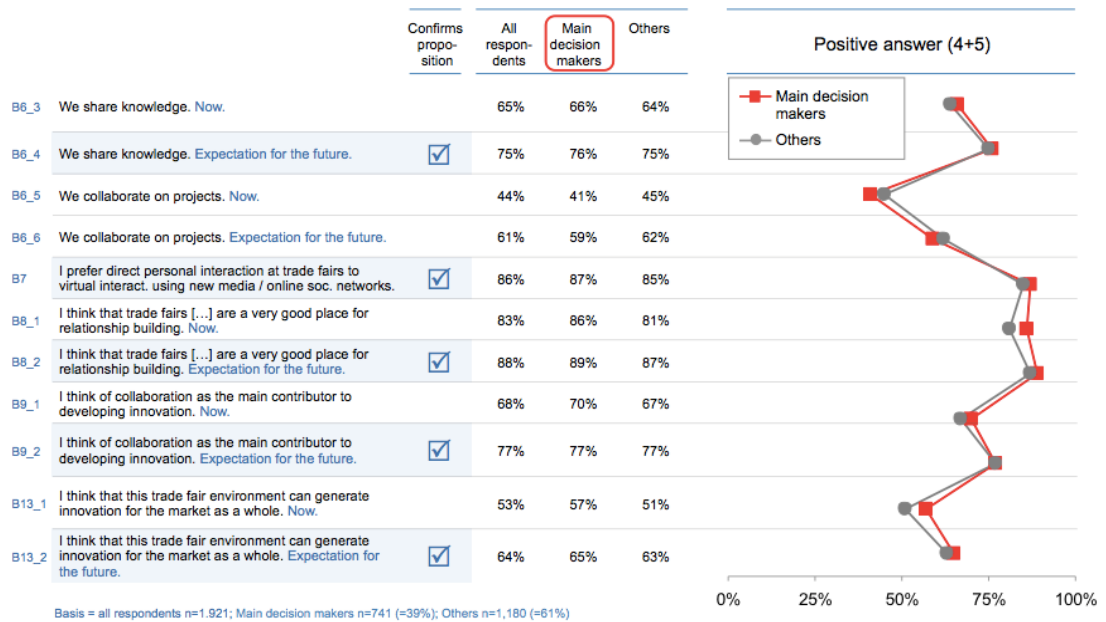 Confirms
propo-
sition
All
respon-
dents
Main
decision
makers
Others
Positive answer (4+5)
Main decision
makers
Others
B6_3 We share knowledge. Now. 65% 66% 64%
B6_4 We share knowledge. Expectation for the future. 75% 76% 75%
B6_5 We collaborate on projects. Now. 44% 41% 45%
B6_6 We collaborate on projects. Expectation for the future. 61% 59% 62%
B7 I prefer direct personal interaction at trade fairs to
virtual interact. using new media / online soc. networks. 86% 87% 85%
B8_1 I think that trade fairs [...] are a very good place for
relationship building. Now. 83% 86% 81%
B8_2 I think that trade fairs [...] are a very good place for
relationship building. Expectation for the future. 88% 89% 87%
B9_1 I think of collaboration as the main contributor to
developing innovation. Now. 68% 70% 67%
B9_2 I think of collaboration as the main contributor to
developing innovation. Expectation for the future. 77% 77% 77%
B13_1 I think that this trade fair environment can generate
innovation for the market as a whole. Now. 53% 57% 51%
B13_2 I think that this trade fair environment can generate
innovation for the market as a whole. Expectation for
the future. 64% 65% 63%
0% 25% 50% 75% 100%
Basis = all respondents n=1.921; Main decision makers n=741 (=39%); Others n=1,180 (=61%)